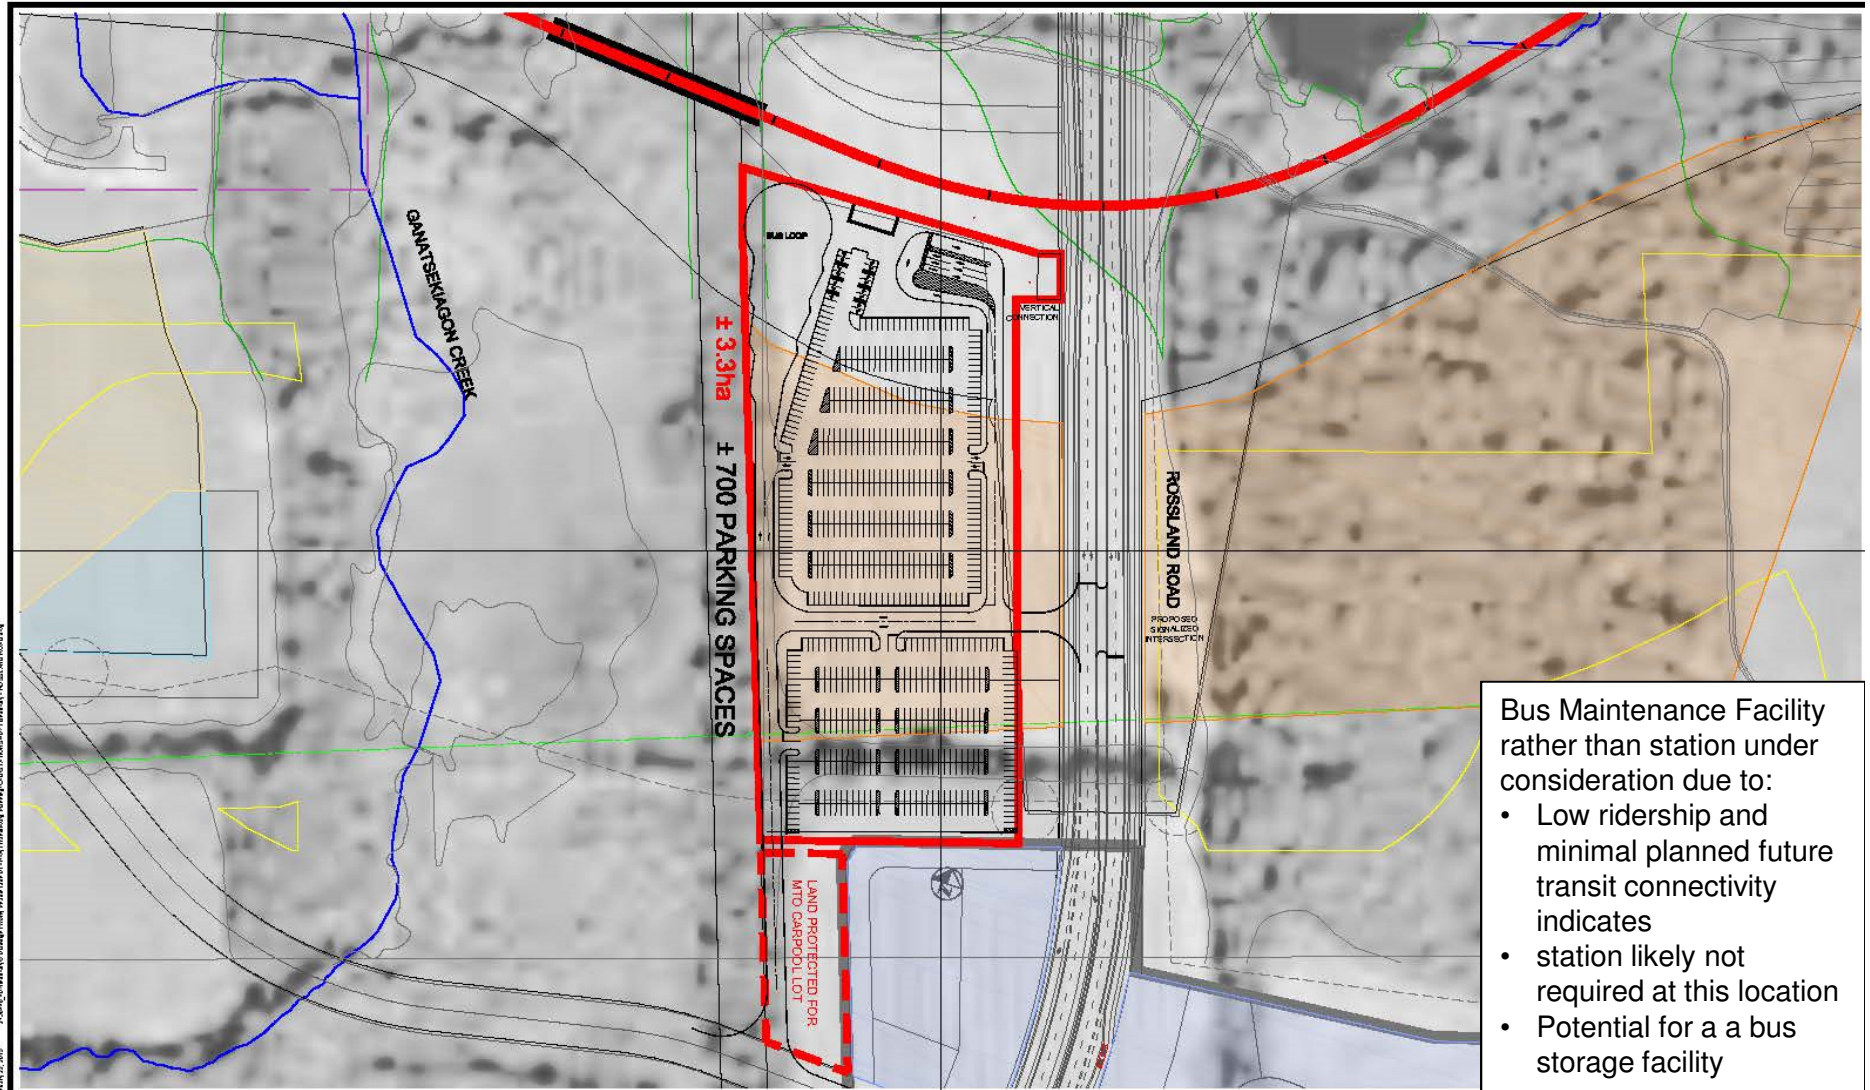 GANATSEKIAGON CREEK
BUS LOOP
VERTICAL
CONNECTION
± 3.3ha
± 700 PARKING SPACES
ROSSLAND ROAD
PROPOSED
SIGNALIZED
INTERSECTION
LAND PROTECTED FOR
MTO CARPOOL LOT
Bus Maintenance Facility
rather than station under
consideration due to:
• Low ridership and
minimal planned future
transit connectivity
indicates
• station likely not
required at this location
• Potential for a a bus
storage facility